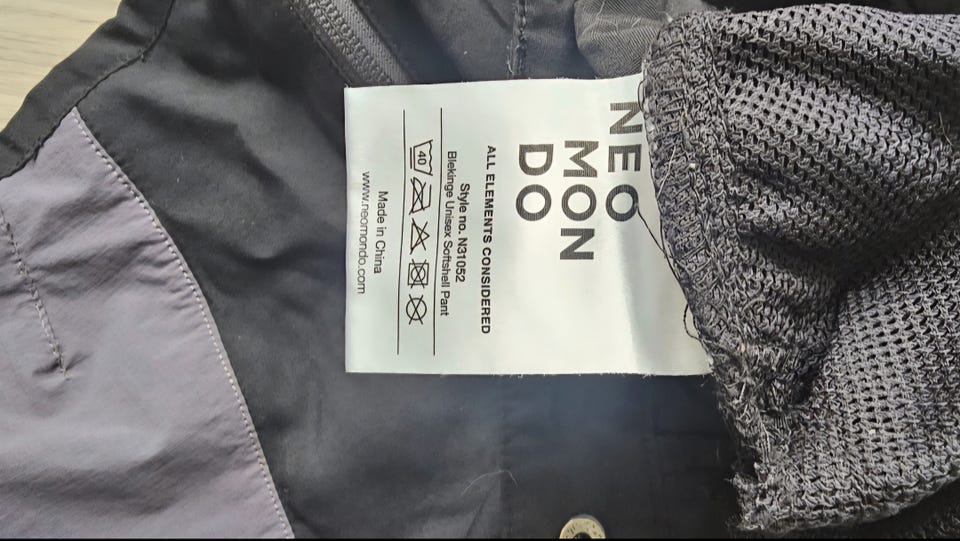 NEO
MON
DO
ALL ELEMENTS CONSIDERED
Blekinge Unisex Softshell Pant
Style no. N31052
40
Made in China
www.neomondo.com